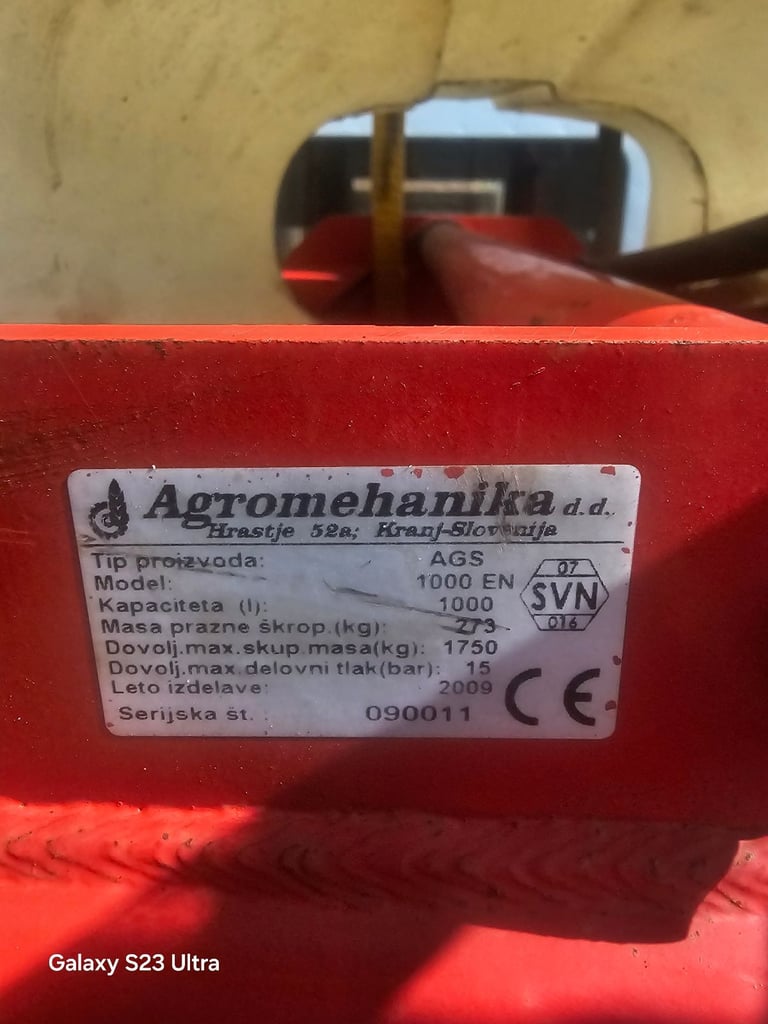 Agromehanika d.d.
Hrastje 52a; Kranj-Slovenija
Tip proizvoda: AGS
Model: 1000 EN
Kapaciteta (l): 1000
Masa prazne škrop.(kg): 273
Dovolj.max.skup.masa(kg): 1750
Dovolj.max.delovni tlak(bar): 15
Leto izdelave: 2009
Serijska št. : 090011
07
SVN
016
CE
Galaxy S23 Ultra